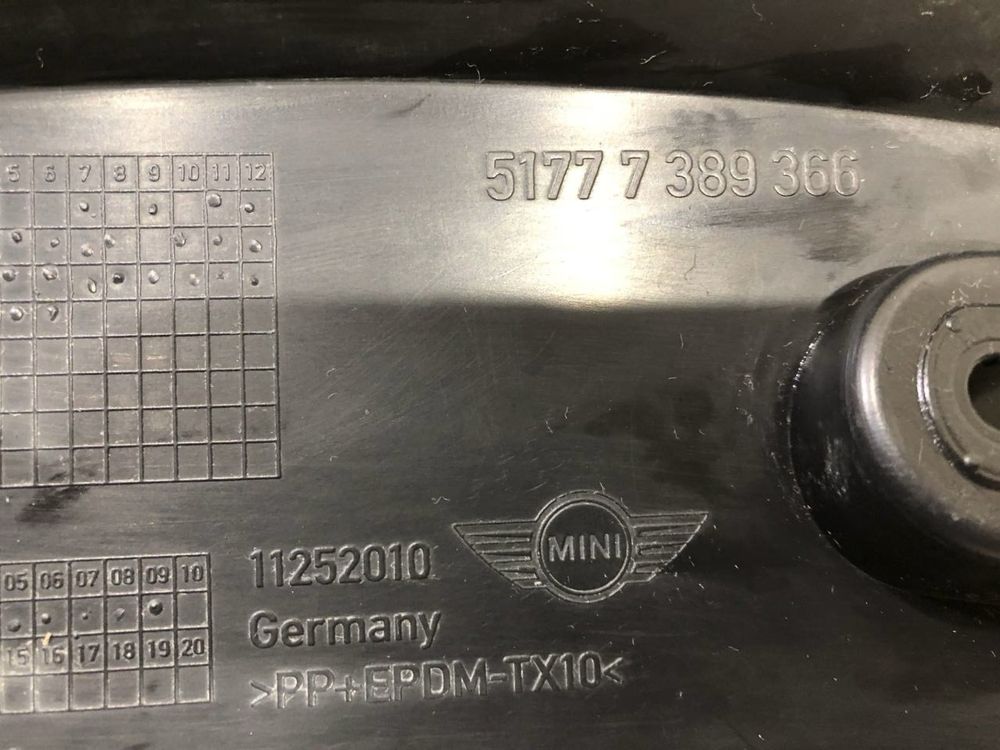 5 6 7 8 9 10 11 12
5177 7 389 366
11252010
MINI
05 06 07 08 09 10
Germany
15 16 17 18 19 20
>PP+EPDM-TX10<